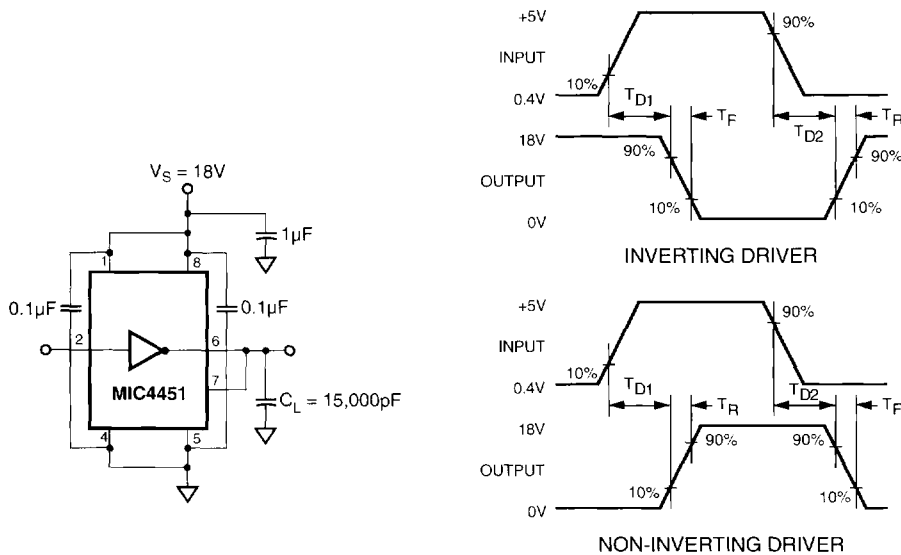 V_S = 18V
1µF
1
8
0.1µF
0.1µF
2
6
7
MIC4451
C_L = 15,000pF
4
5
+5V
90%
INPUT
10%
0.4V
T_D1
T_F
T_D2
T_R
18V
90%
90%
OUTPUT
10%
10%
0V
INVERTING DRIVER
+5V
90%
INPUT
10%
0.4V
T_D1
T_R
T_D2
T_F
18V
90%
90%
OUTPUT
10%
10%
0V
NON-INVERTING DRIVER